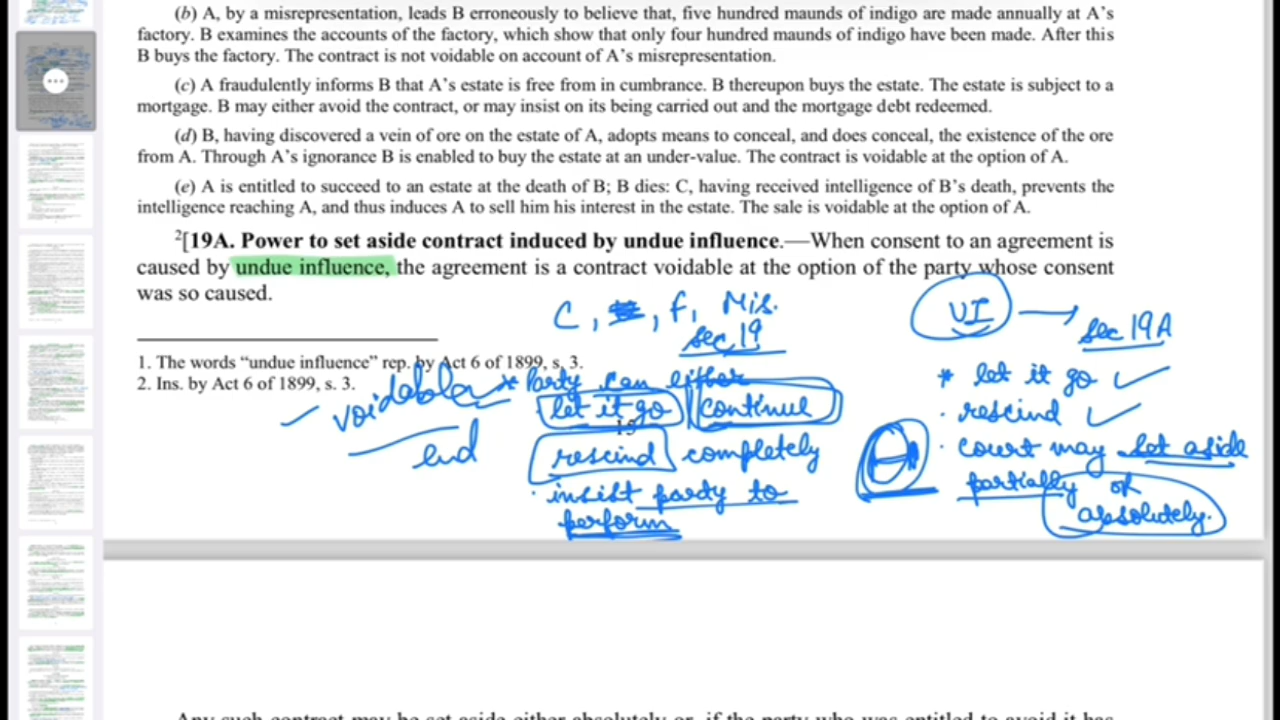 (b) A, by a misrepresentation, leads B erroneously to believe that, five hundred maunds of indigo are made annually at A's
factory. B examines the accounts of the factory, which show that only four hundred maunds of indigo have been made. After this
B buys the factory. The contract is not voidable on account of A's misrepresentation.
(c) A fraudulently informs B that A's estate is free from in cumbrance. B thereupon buys the estate. The estate is subject to a
mortgage. B may either avoid the contract, or may insist on its being carried out and the mortgage debt redeemed.
(d) B, having discovered a vein of ore on the estate of A, adopts means to conceal, and does conceal, the existence of the ore
from A. Through A's ignorance B is enabled to buy the estate at an under-value. The contract is voidable at the option of A.
(e) A is entitled to succeed to an estate at the death of B; B dies: C, having received intelligence of B's death, prevents the
intelligence reaching A, and thus induces A to sell him his interest in the estate. The sale is voidable at the option of A.
2[19A. Power to set aside contract induced by undue influence.—When consent to an agreement is
caused by undue influence, the agreement is a contract voidable at the option of the party whose consent
was so caused.
C, , f, Mis.
sec 19
UI → sec 19A
1. The words "undue influence" rep. by Act 6 of 1899, s. 3.
2. Ins. by Act 6 of 1899, s. 3.
voidable
end
* Party can either
let it go | continue
rescind completely
· insist party to
perform
* let it go ✓
· rescind ✓
· court may set aside
partially or
absolutely.
Any such contract may be set aside either absolutely or, if the party who was entitled to avoid it has